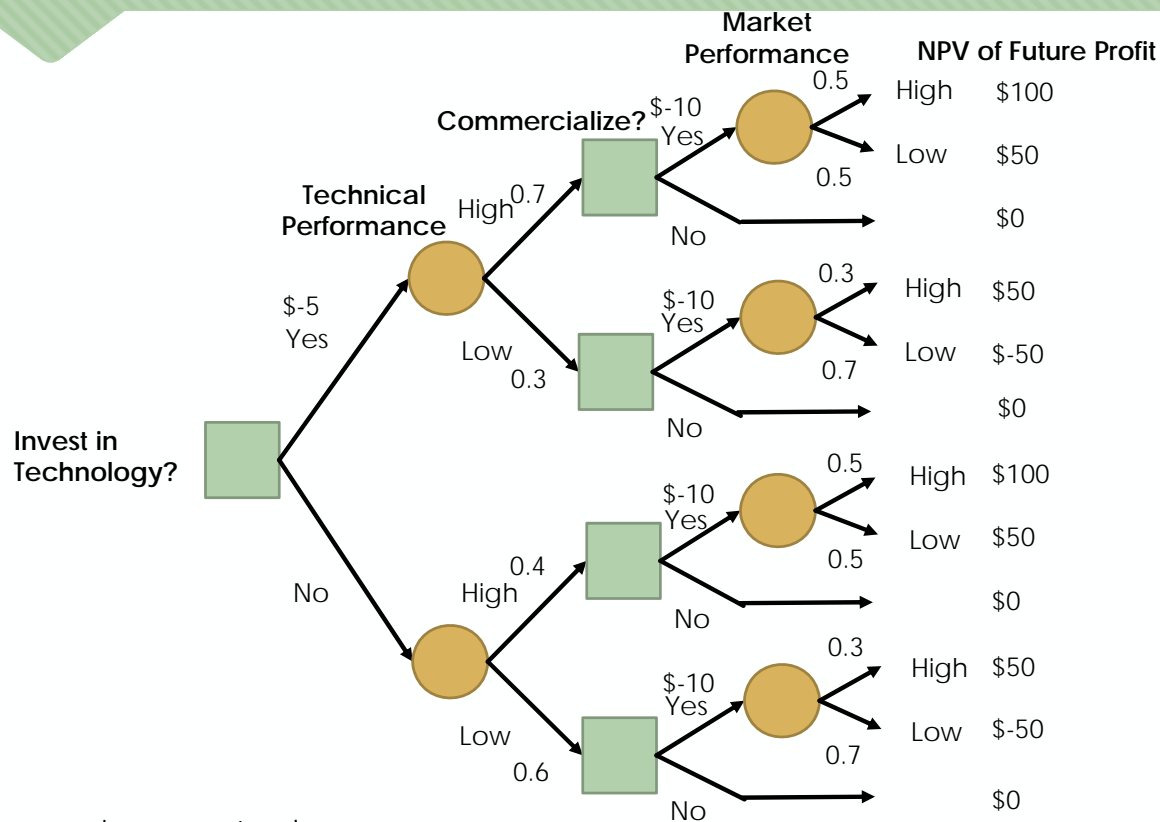 Market
Performance
NPV of Future Profit
0.5
High
$100
Commercialize?
$-10
Yes
Low
$50
0.5
Technical
Performance
High
0.7
No
$0
$-5
Yes
Low
0.3
$-10
Yes
0.3
High
$50
Low
$-50
0.7
No
$0
Invest in
Technology?
No
High
0.4
$-10
Yes
0.5
High
$100
Low
$50
0.5
No
$0
Low
0.6
$-10
Yes
0.3
High
$50
Low
$-50
0.7
No
$0